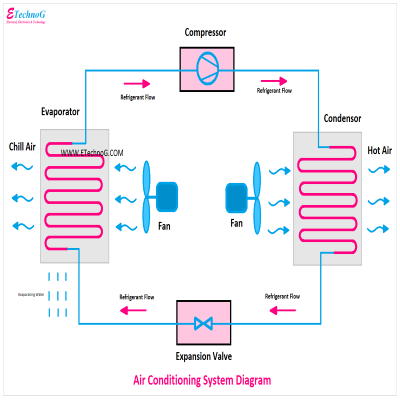 ETechnoG
Electrical, Electronics & Technology
Compressor
Refrigerant Flow
Refrigerant Flow
Evaporator
Condensor
WWW.ETechnoG.COM
Chill Air
Hot Air
Fan
Fan
Evaporating Water
Refrigerant Flow
Refrigerant Flow
Expansion Valve
Air Conditioning System Diagram